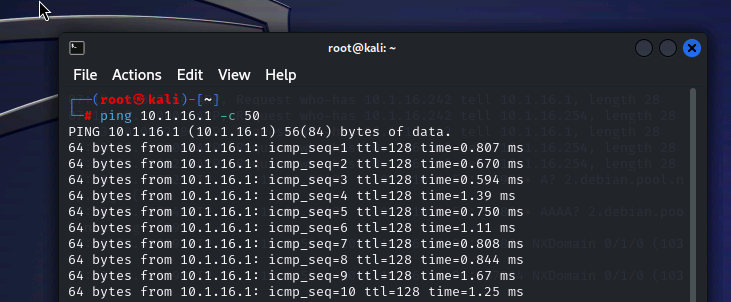 root@kali: ~
File Actions Edit View Help
┌──(root㉿kali)-[~]
└─# ping 10.1.16.1 -c 50
PING 10.1.16.1 (10.1.16.1) 56(84) bytes of data.
64 bytes from 10.1.16.1: icmp_seq=1 ttl=128 time=0.807 ms
64 bytes from 10.1.16.1: icmp_seq=2 ttl=128 time=0.670 ms
64 bytes from 10.1.16.1: icmp_seq=3 ttl=128 time=0.594 ms
64 bytes from 10.1.16.1: icmp_seq=4 ttl=128 time=1.39 ms
64 bytes from 10.1.16.1: icmp_seq=5 ttl=128 time=0.750 ms
64 bytes from 10.1.16.1: icmp_seq=6 ttl=128 time=1.11 ms
64 bytes from 10.1.16.1: icmp_seq=7 ttl=128 time=0.808 ms
64 bytes from 10.1.16.1: icmp_seq=8 ttl=128 time=0.844 ms
64 bytes from 10.1.16.1: icmp_seq=9 ttl=128 time=1.67 ms
64 bytes from 10.1.16.1: icmp_seq=10 ttl=128 time=1.25 ms